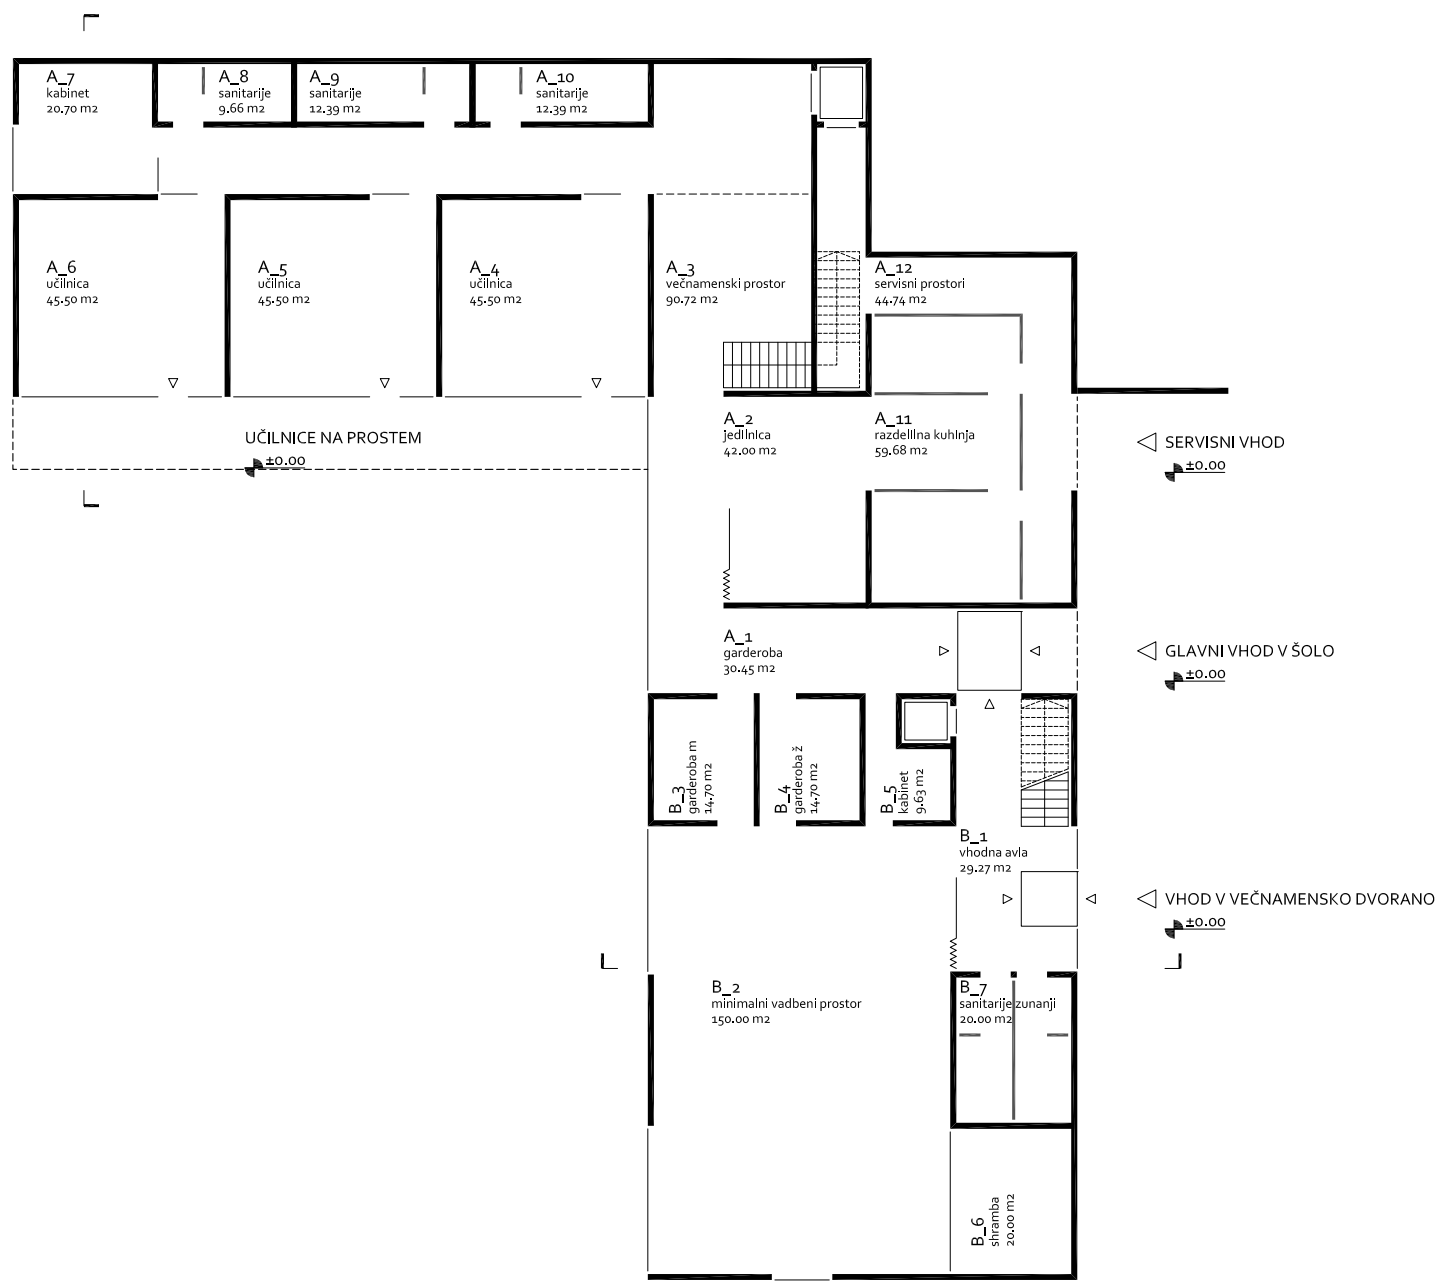 A_7
kabinet
20.70 m2
A_8
sanitarije
9.66 m2
A_9
sanitarije
12.39 m2
A_10
sanitarije
12.39 m2
A_6
učilnica
45.50 m2
A_5
učilnica
45.50 m2
A_4
učilnica
45.50 m2
A_3
večnamenski prostor
90.72 m2
A_12
servisni prostori
44.74 m2
UČILNICE NA PROSTEM
±0.00
A_2
jedilnica
42.00 m2
A_11
razdelilna kuhinja
59.68 m2
SERVISNI VHOD
±0.00
A_1
garderoba
30.45 m2
GLAVNI VHOD V ŠOLO
±0.00
B_3
garderoba m
14.70 m2
B_4
garderoba ž
14.70 m2
B_5
kabinet
9.63 m2
B_1
vhodna avla
29.27 m2
VHOD V VEČNAMENSKO DVORANO
±0.00
B_2
minimalni vadbeni prostor
150.00 m2
B_7
sanitarije zunanji
20.00 m2
B_6
shramba
20.00 m2